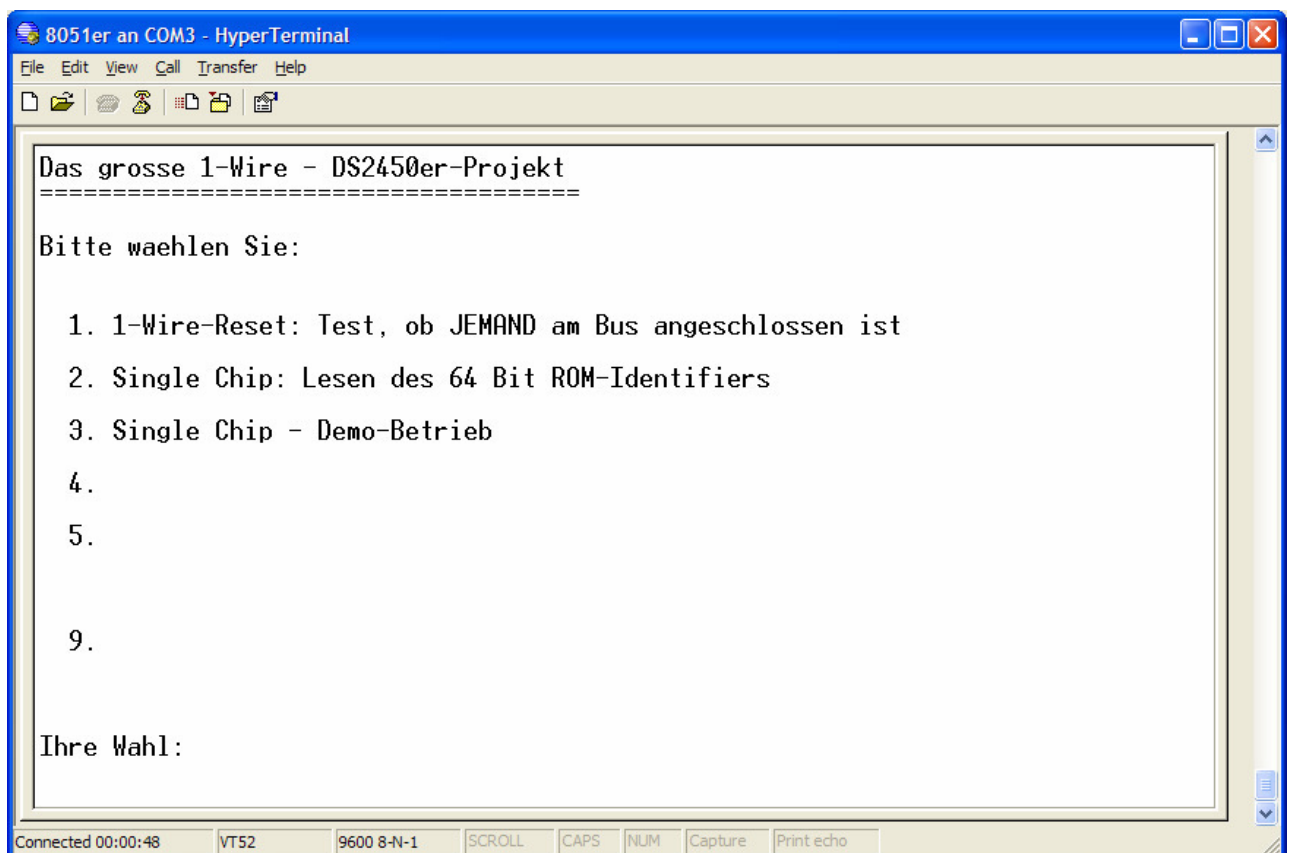 8051er an COM3 - HyperTerminal
File Edit View Call Transfer Help
Das grosse 1-Wire - DS2450er-Projekt
=====================================
Bitte waehlen Sie:
1. 1-Wire-Reset: Test, ob JEMAND am Bus angeschlossen ist
2. Single Chip: Lesen des 64 Bit ROM-Identifiers
3. Single Chip - Demo-Betrieb
4.
5.
9.
Ihre Wahl:
Connected 00:00:48 VT52 9600 8-N-1 SCROLL CAPS NUM Capture Print echo